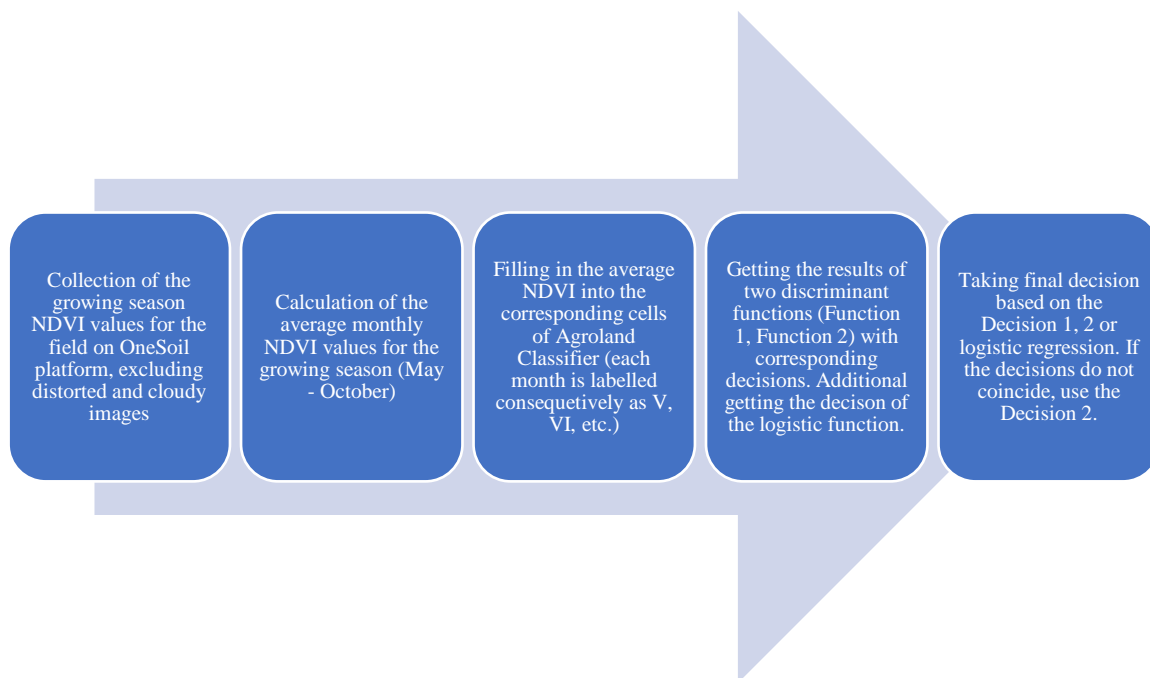 Collection of the
growing season
NDVI values for the
field on OneSoil
platform, excluding
distorted and cloudy
images
Calculation of the
average monthly
NDVI values for the
growing season (May
- October)
Filling in the average
NDVI into the
corresponding cells
of Agroland
Classifier (each
month is labelled
consequetively as V,
VI, etc.)
Getting the results of
two discriminant
functions (Function
1, Function 2) with
corresponding
decisions. Additional
getting the decison of
the logistic function.
Taking final decision
based on the
Decision 1, 2 or
logistic regression. If
the decisions do not
coincide, use the
Decision 2.